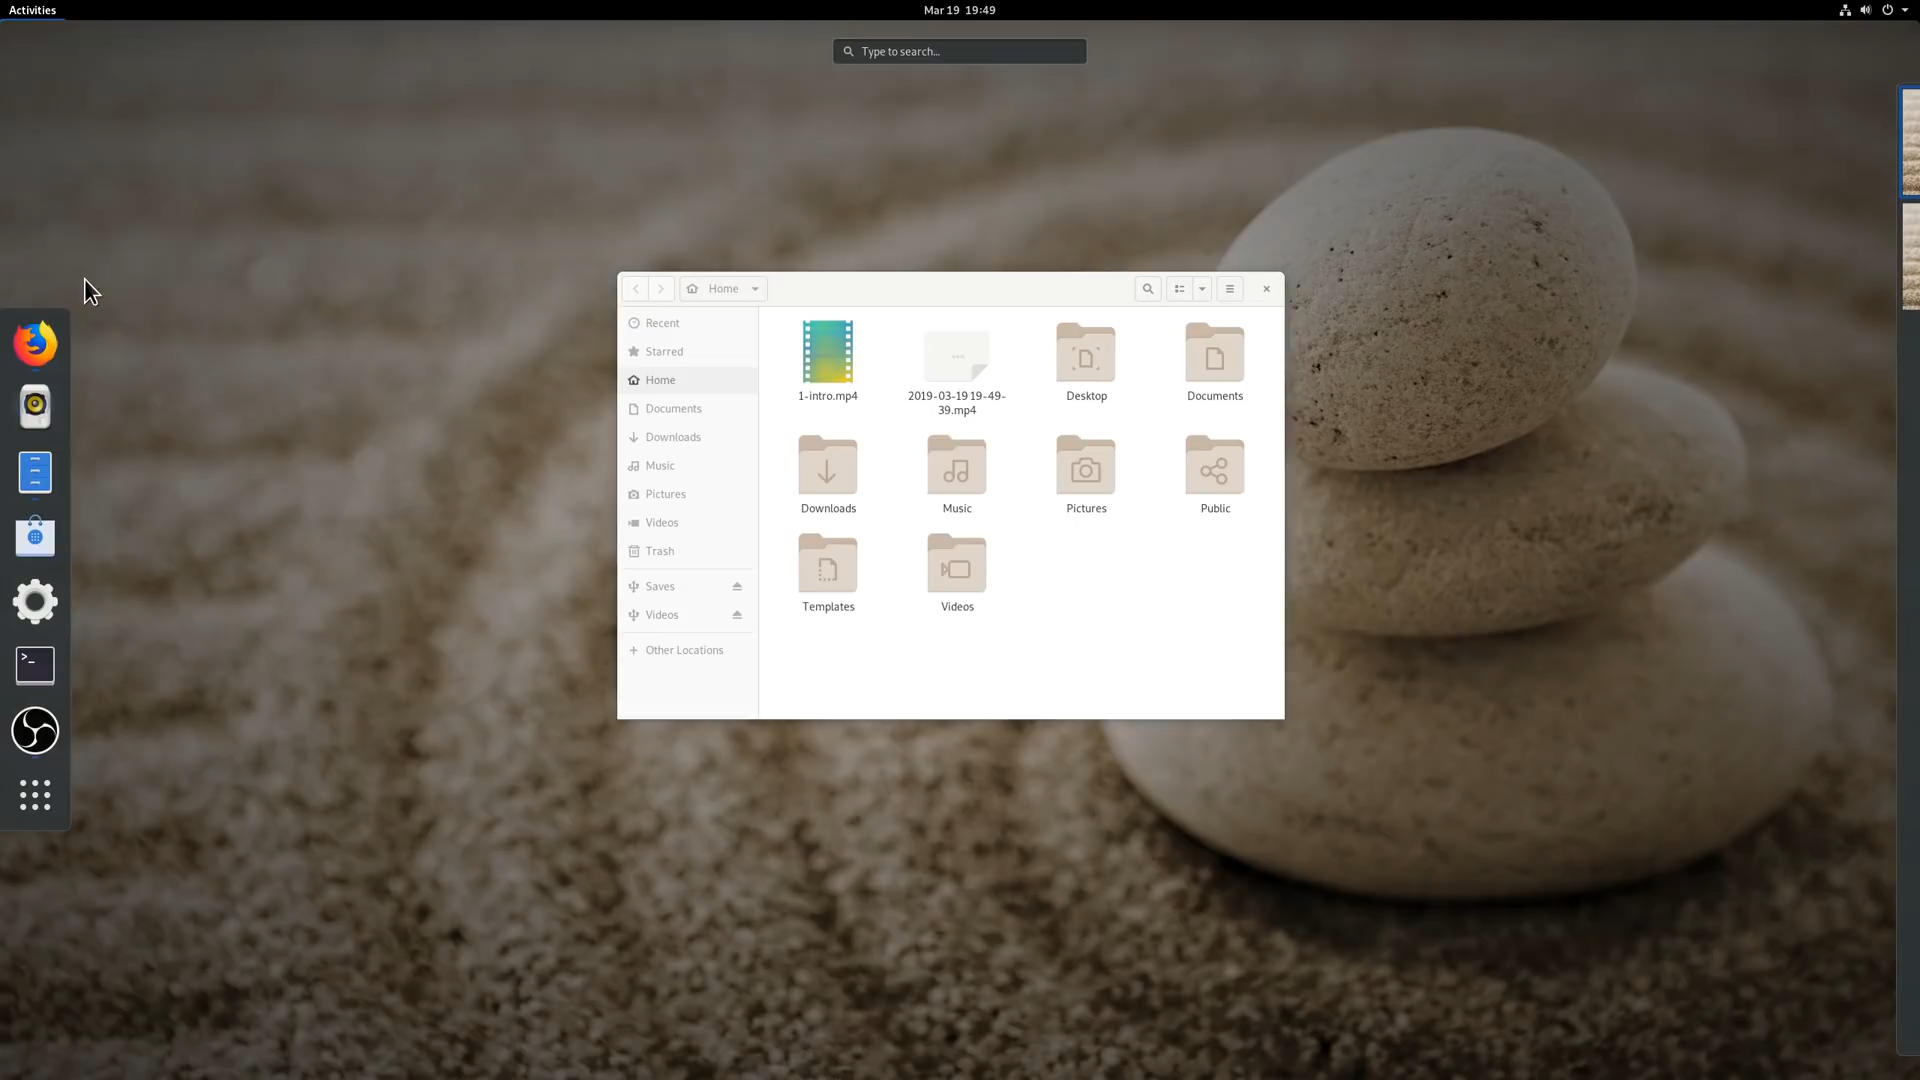 Activities
Mar 19 19:49
Type to search...
Home
Recent
Starred
Home
Documents
Downloads
Music
Pictures
Videos
Trash
Saves
Videos
Other Locations
1-intro.mp4
2019-03-19 19-49-
39.mp4
Desktop
Documents
Downloads
Music
Pictures
Public
Templates
Videos